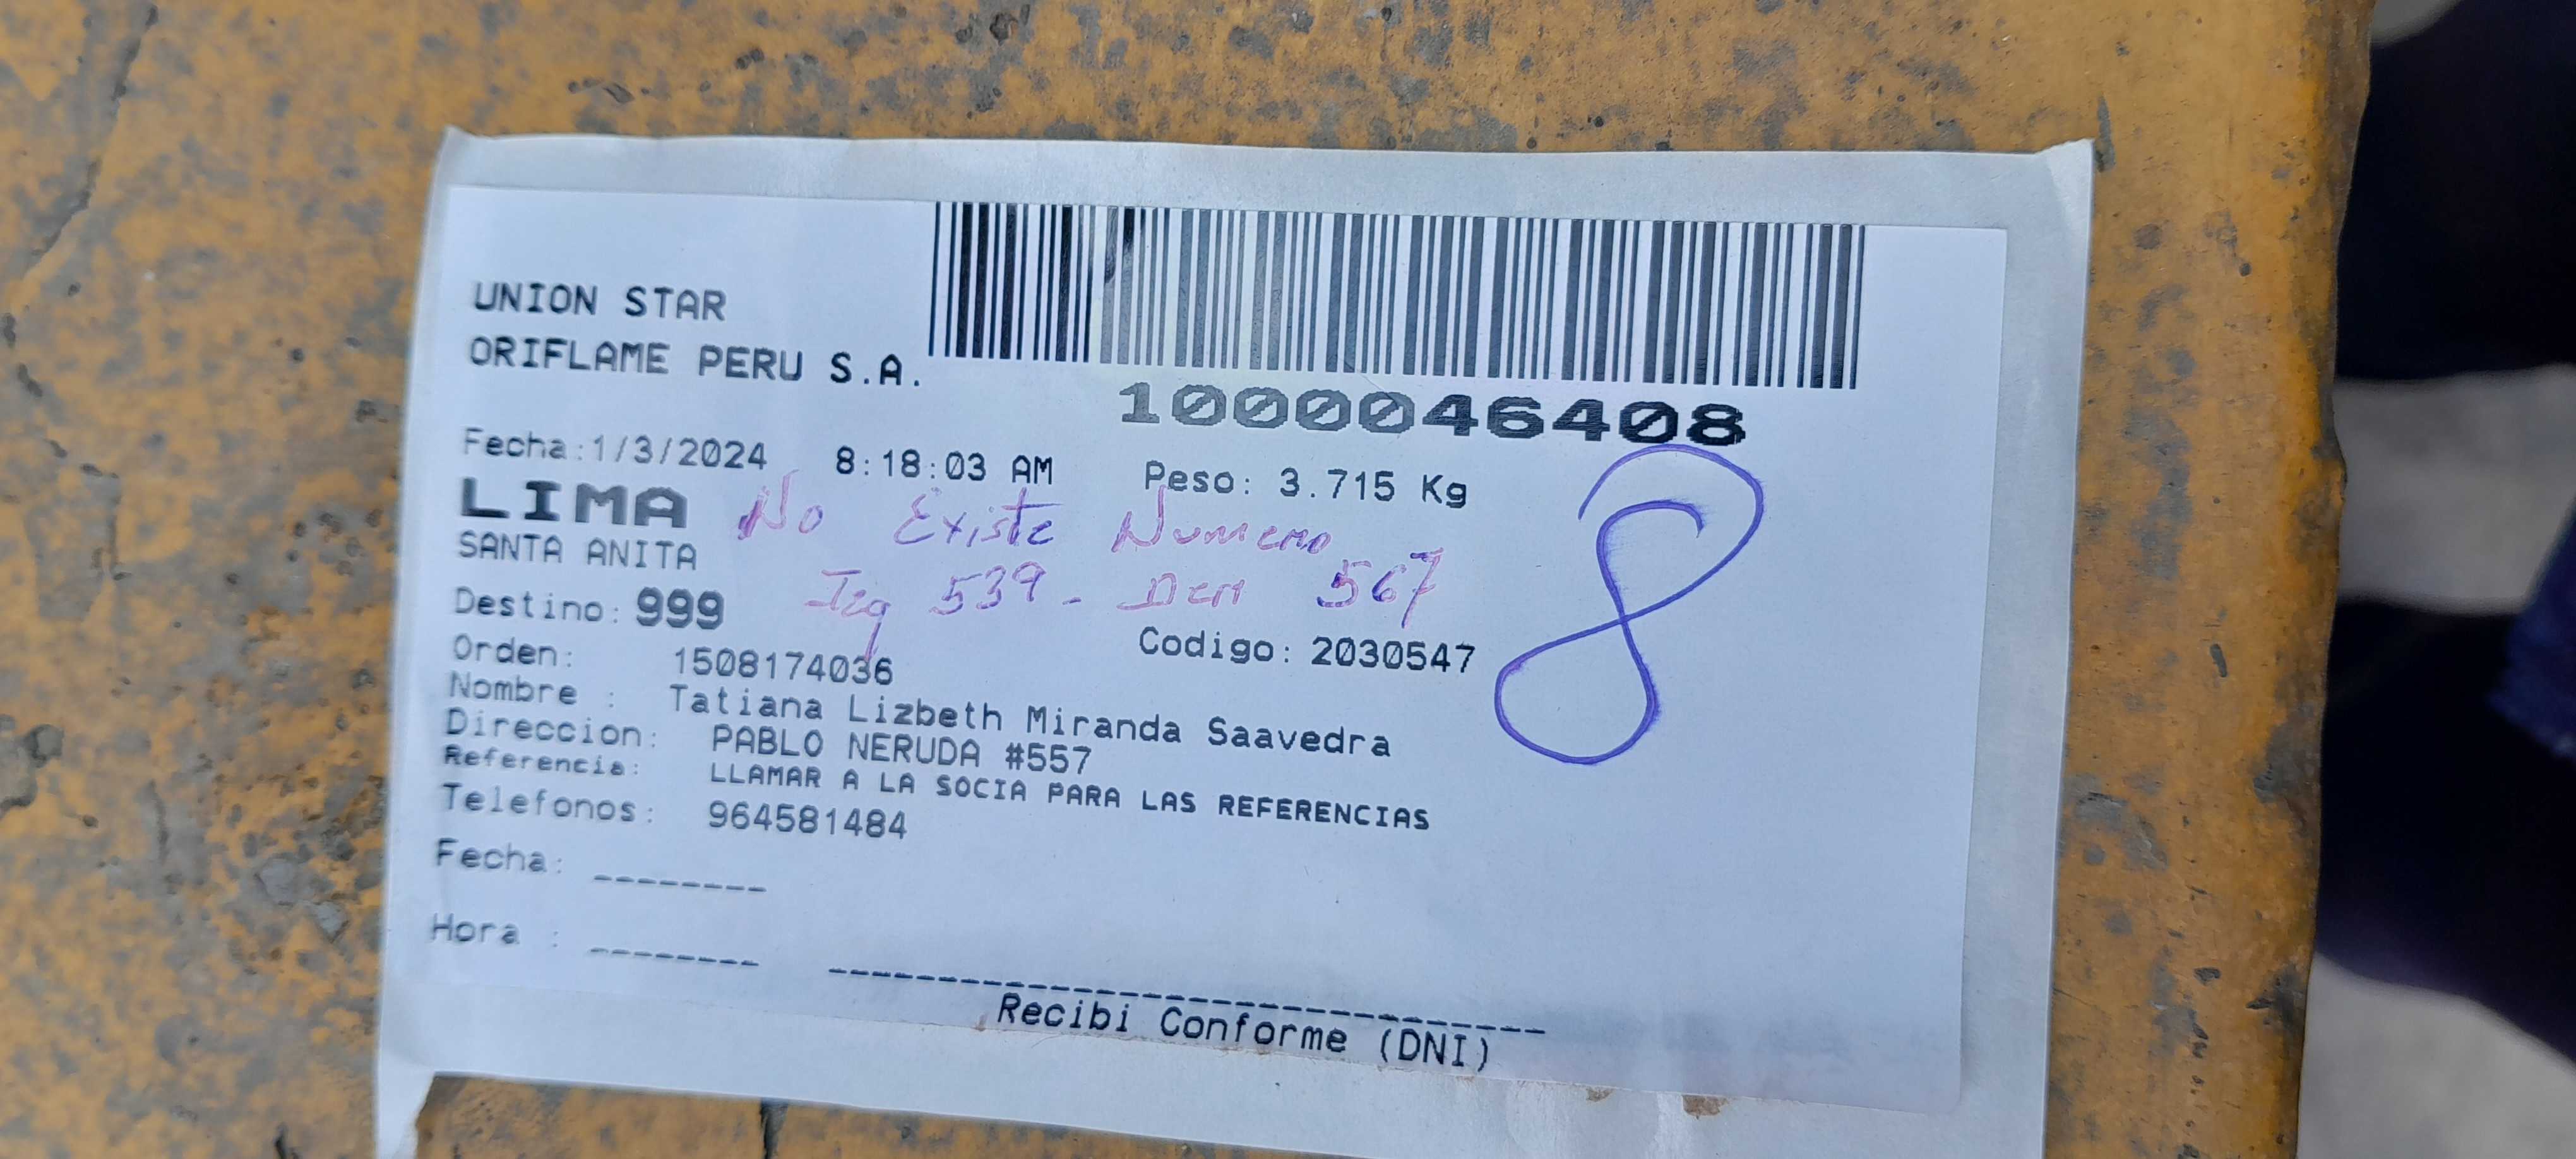 UNION STAR
ORIFLAME PERU S.A.
1000046408
Fecha:1/3/2024 8:18:03 AM Peso: 3.715 Kg
LIMA No Existe Numero
SANTA ANITA
Izq 539 - Der 567
8
Destino: 999
Codigo: 2030547
Orden: 1508174036
Nombre : Tatiana Lizbeth Miranda Saavedra
Direccion: PABLO NERUDA #557
Referencia: LLAMAR A LA SOCIA PARA LAS REFERENCIAS
Telefonos: 964581484
Fecha: ________
Hora : ________
Recibi Conforme (DNI)